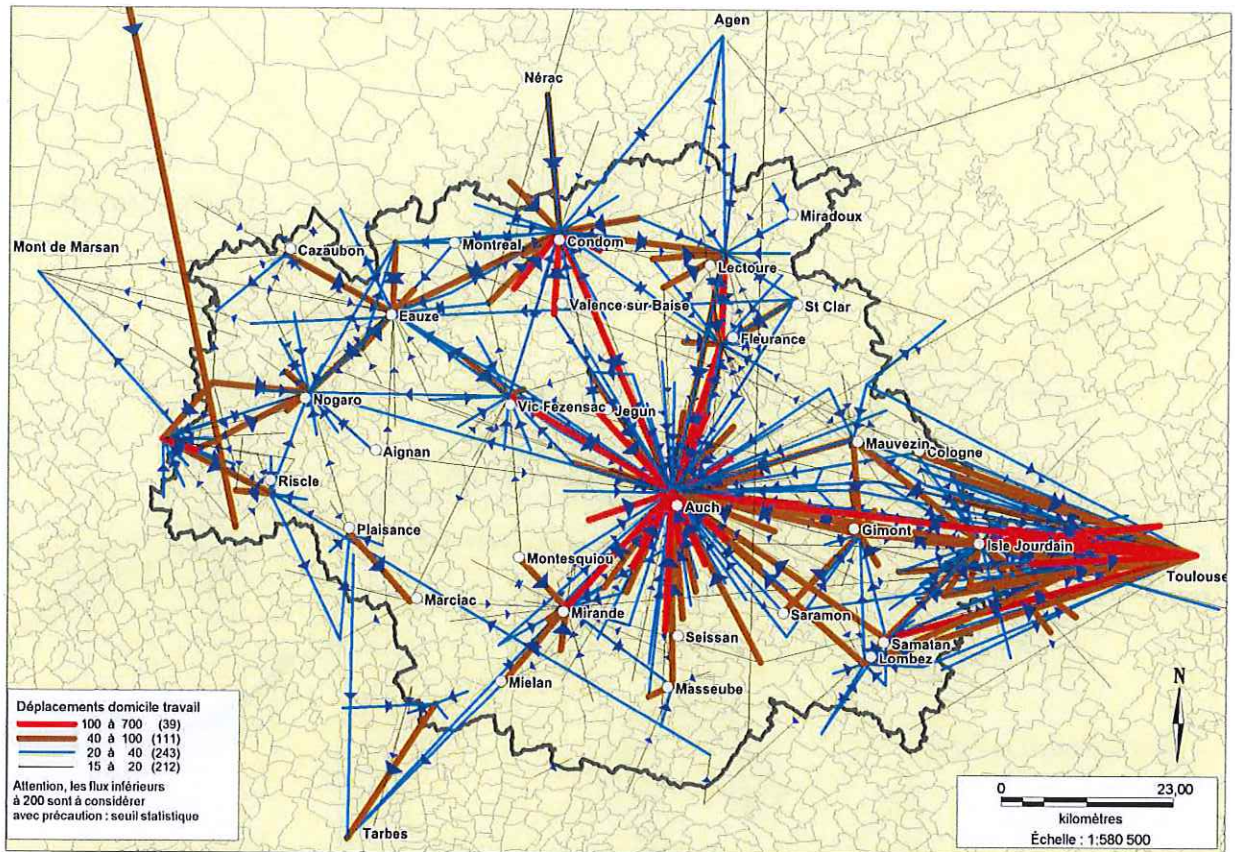 Agen
Nérac
Miradoux
Mont de Marsan
Cazaubon
Montreal
Condom
Lectoure
Valence-sur-Baise
St Clar
Eauze
Fleurance
Nogaro
Vic Fezensac
Jegun
Mauvezin
Cologne
Aignan
Riscle
Auch
Plaisance
Gimont
Isle Jourdain
Toulouse
Montesquiou
Marciac
Mirande
Saramon
Seissan
Samatan
Lombez
Mielan
Masseube
Tarbes
N
Déplacements domicile travail
100 à 700 (39)
40 à 100 (111)
20 à 40 (243)
15 à 20 (212)
Attention, les flux inférieurs
à 200 sont à considérer
avec précaution : seuil statistique
0 23,00
kilomètres
Échelle : 1:580 500